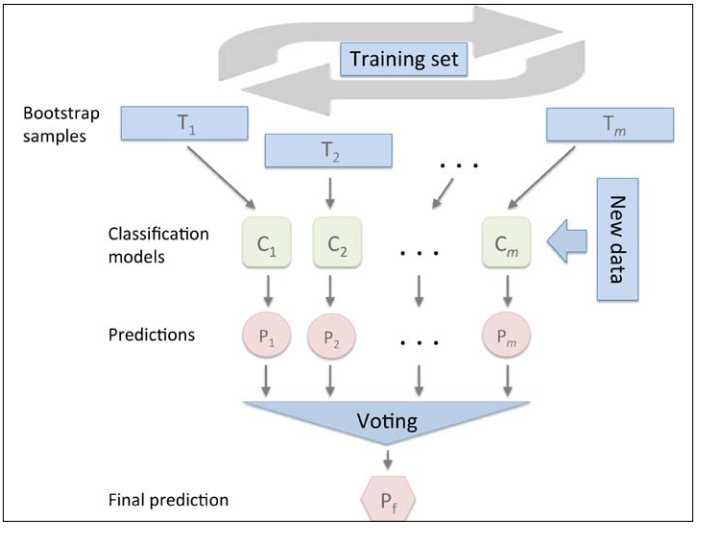 Training set
Bootstrap
samples
T1
T2
. . .
Tm
Classification
models
C1
C2
. . .
Cm
New data
Predictions
P1
P2
. . .
Pm
Voting
Final prediction
Pf